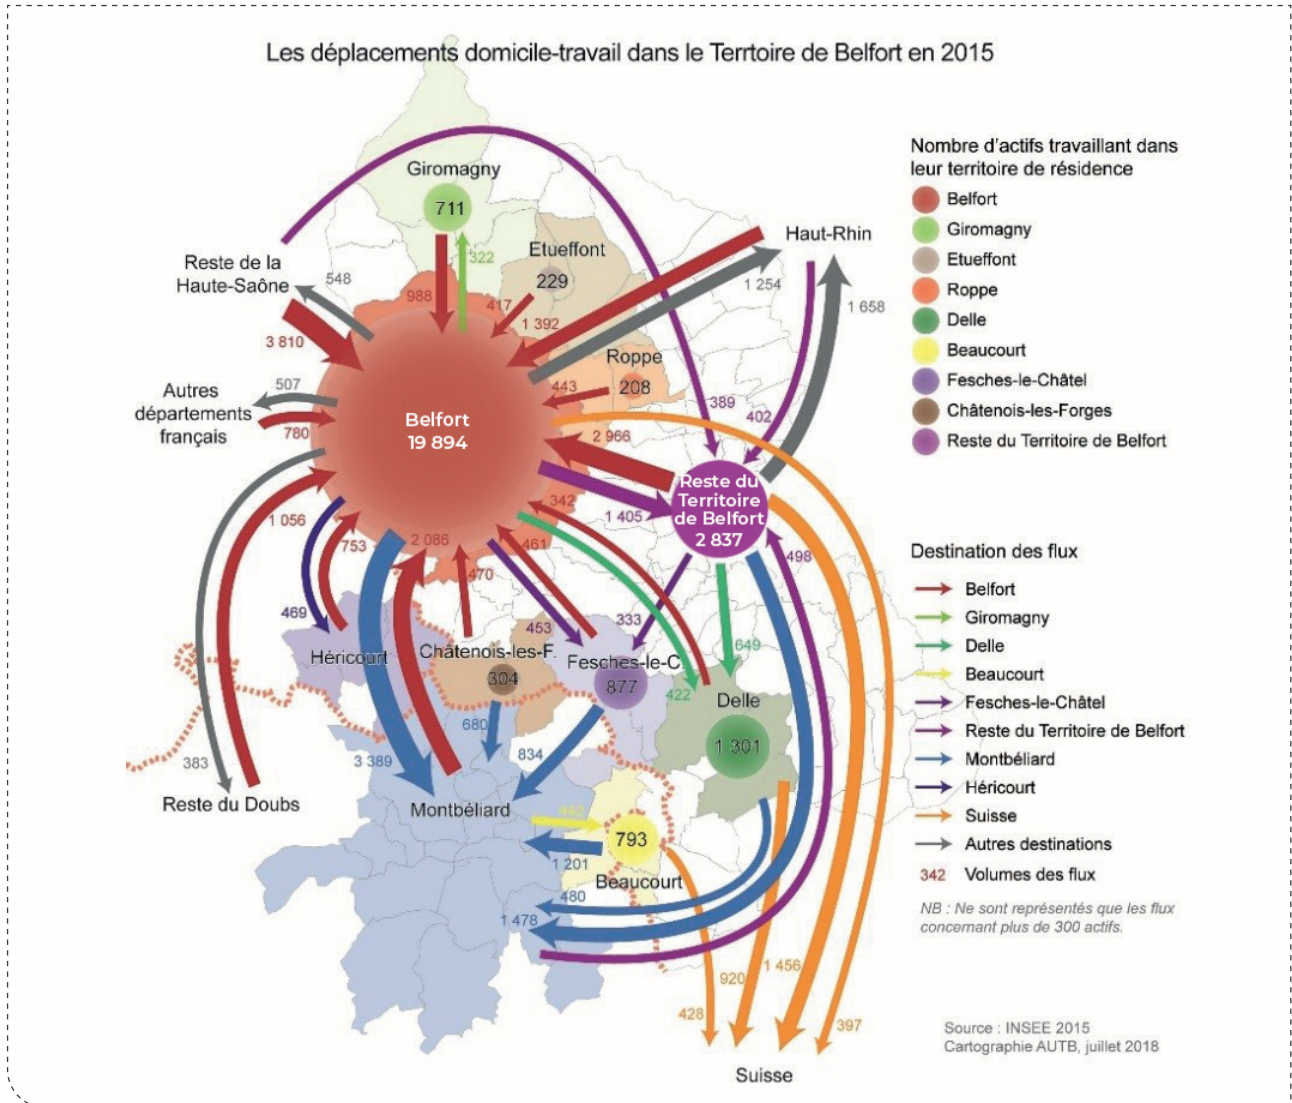 Les déplacements domicile-travail dans le Terrtoire de Belfort en 2015
Giromagny
711
322
988
Etueffont
229
417
1 392
Reste de la
Haute-Saône
548
3 810
Haut-Rhin
1 254
1 658
Roppe
208
443
Autres
départements
français
507
780
Belfort
19 894
389
402
2 966
Reste du
Territoire
de Belfort
2 837
1 405
342
461
498
1 056
753
2 086
470
469
453
333
649
Héricourt
Châtenois-les-F.
304
Fesches-le-C.
877
422
Delle
1 301
680
834
383
3 389
Reste du Doubs
Montbéliard
442
793
1 201
Beaucourt
480
1 478
920
1 456
428
397
Suisse
Nombre d'actifs travaillant dans
leur territoire de résidence
Belfort
Giromagny
Etueffont
Roppe
Delle
Beaucourt
Fesches-le-Châtel
Châtenois-les-Forges
Reste du Territoire de Belfort
Destination des flux
Belfort
Giromagny
Delle
Beaucourt
Fesches-le-Châtel
Reste du Territoire de Belfort
Montbéliard
Héricourt
Suisse
Autres destinations
342 Volumes des flux
NB : Ne sont représentés que les flux
concernant plus de 300 actifs.
Source : INSEE 2015
Cartographie AUTB, juillet 2018